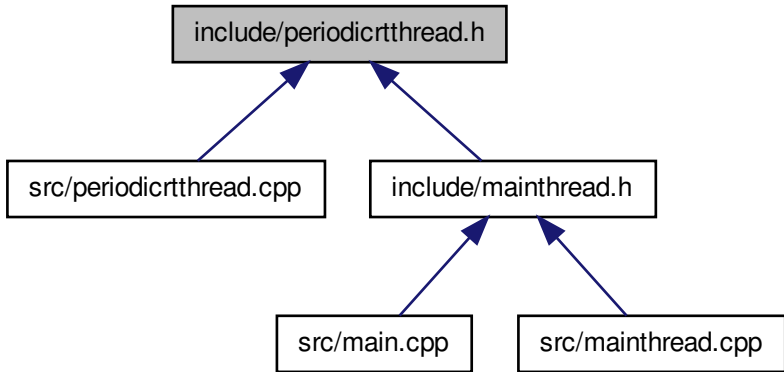 include/periodicrtthread.h
src/periodicrtthread.cpp
include/mainthread.h
src/main.cpp
src/mainthread.cpp